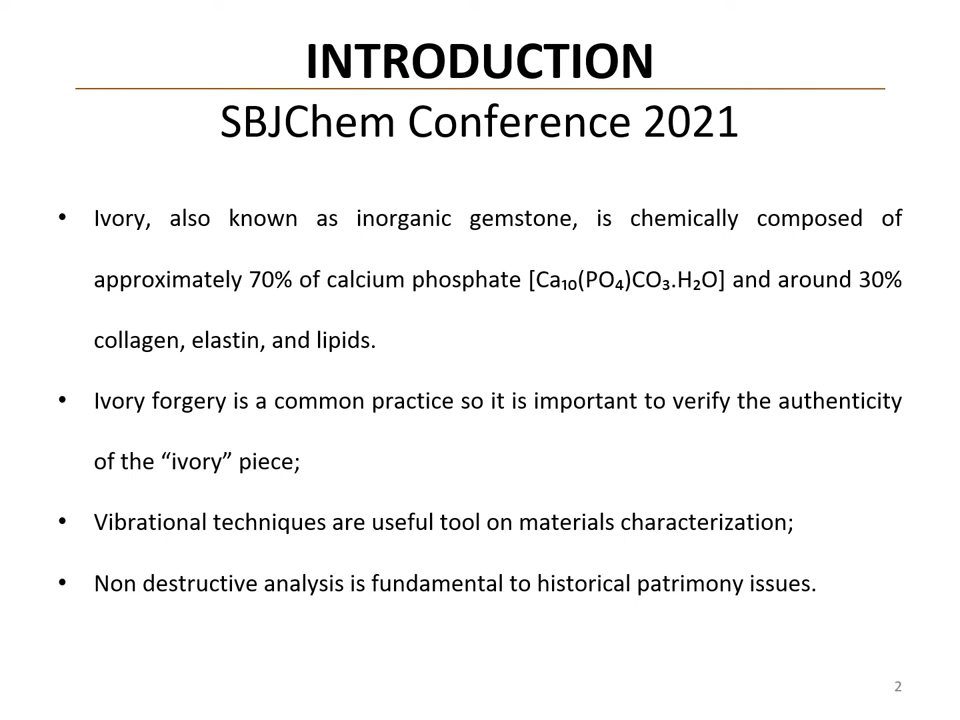 INTRODUCTION
SBJChem Conference 2021
• Ivory, also known as inorganic gemstone, is chemically composed of
approximately 70% of calcium phosphate [Ca₁₀(PO₄)CO₃.H₂O] and around 30%
collagen, elastin, and lipids.
• Ivory forgery is a common practice so it is important to verify the authenticity
of the “ivory” piece;
• Vibrational techniques are useful tool on materials characterization;
• Non destructive analysis is fundamental to historical patrimony issues.
2